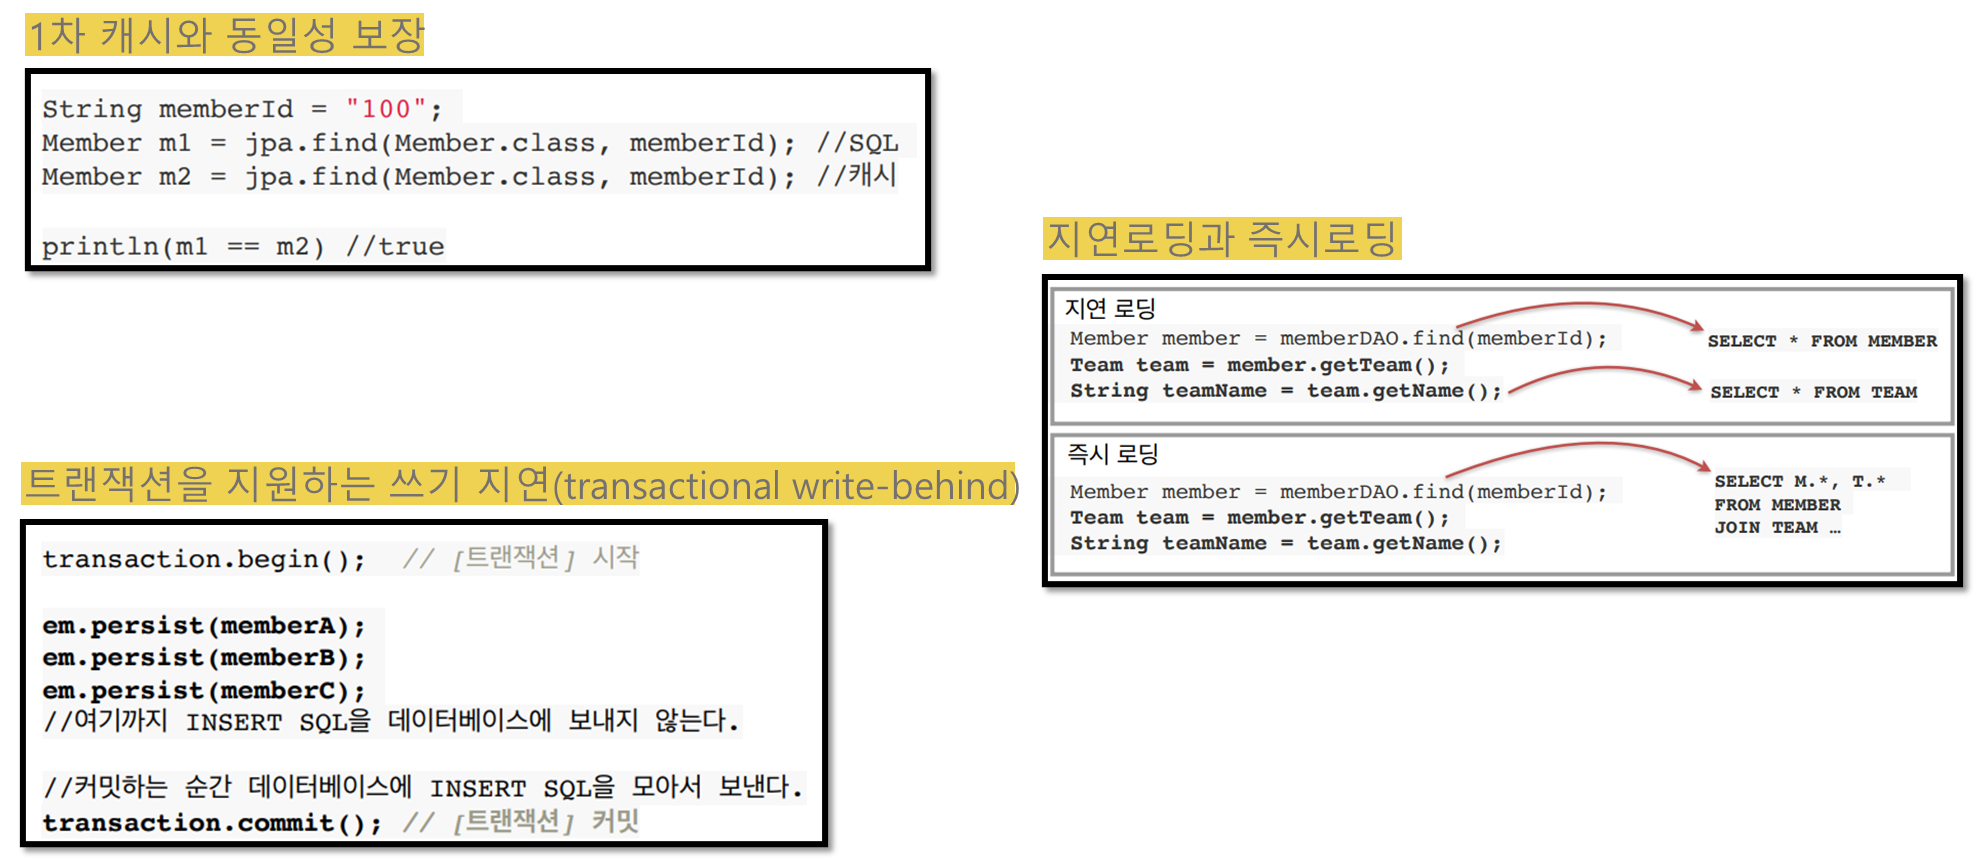 1차 캐시와 동일성 보장
String memberId = "100";
Member m1 = jpa.find(Member.class, memberId); //SQL
Member m2 = jpa.find(Member.class, memberId); //캐시
println(m1 == m2) //true
트랜잭션을 지원하는 쓰기 지연(transactional write-behind)
transaction.begin(); // [트랜잭션] 시작
em.persist(memberA);
em.persist(memberB);
em.persist(memberC);
//여기까지 INSERT SQL을 데이터베이스에 보내지 않는다.
//커밋하는 순간 데이터베이스에 INSERT SQL을 모아서 보낸다.
transaction.commit(); // [트랜잭션] 커밋
지연로딩과 즉시로딩
지연 로딩
Member member = memberDAO.find(memberId);
SELECT * FROM MEMBER
Team team = member.getTeam();
String teamName = team.getName();
SELECT * FROM TEAM
즉시 로딩
Member member = memberDAO.find(memberId);
Team team = member.getTeam();
String teamName = team.getName();
SELECT M.*, T.*
FROM MEMBER
JOIN TEAM …